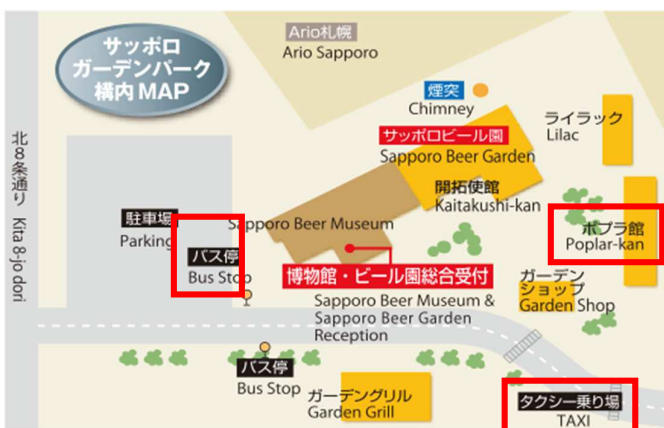 サッポロ
ガーデンパーク
構内MAP
Ario札幌
Ario Sapporo
煙突
Chimney
ライラック
Lilac
サッポロビール園
Sapporo Beer Garden
開拓使館
Kaitakushi-kan
北8条通り Kita 8-jo dori
駐車場
Parking
Sapporo Beer Museum
バス停
Bus Stop
ポプラ館
Poplar-kan
博物館・ビール園総合受付
Sapporo Beer Museum &
Sapporo Beer Garden
Reception
ガーデン
ショップ
Garden Shop
バス停
Bus Stop
ガーデングリル
Garden Grill
タクシー乗り場
TAXI